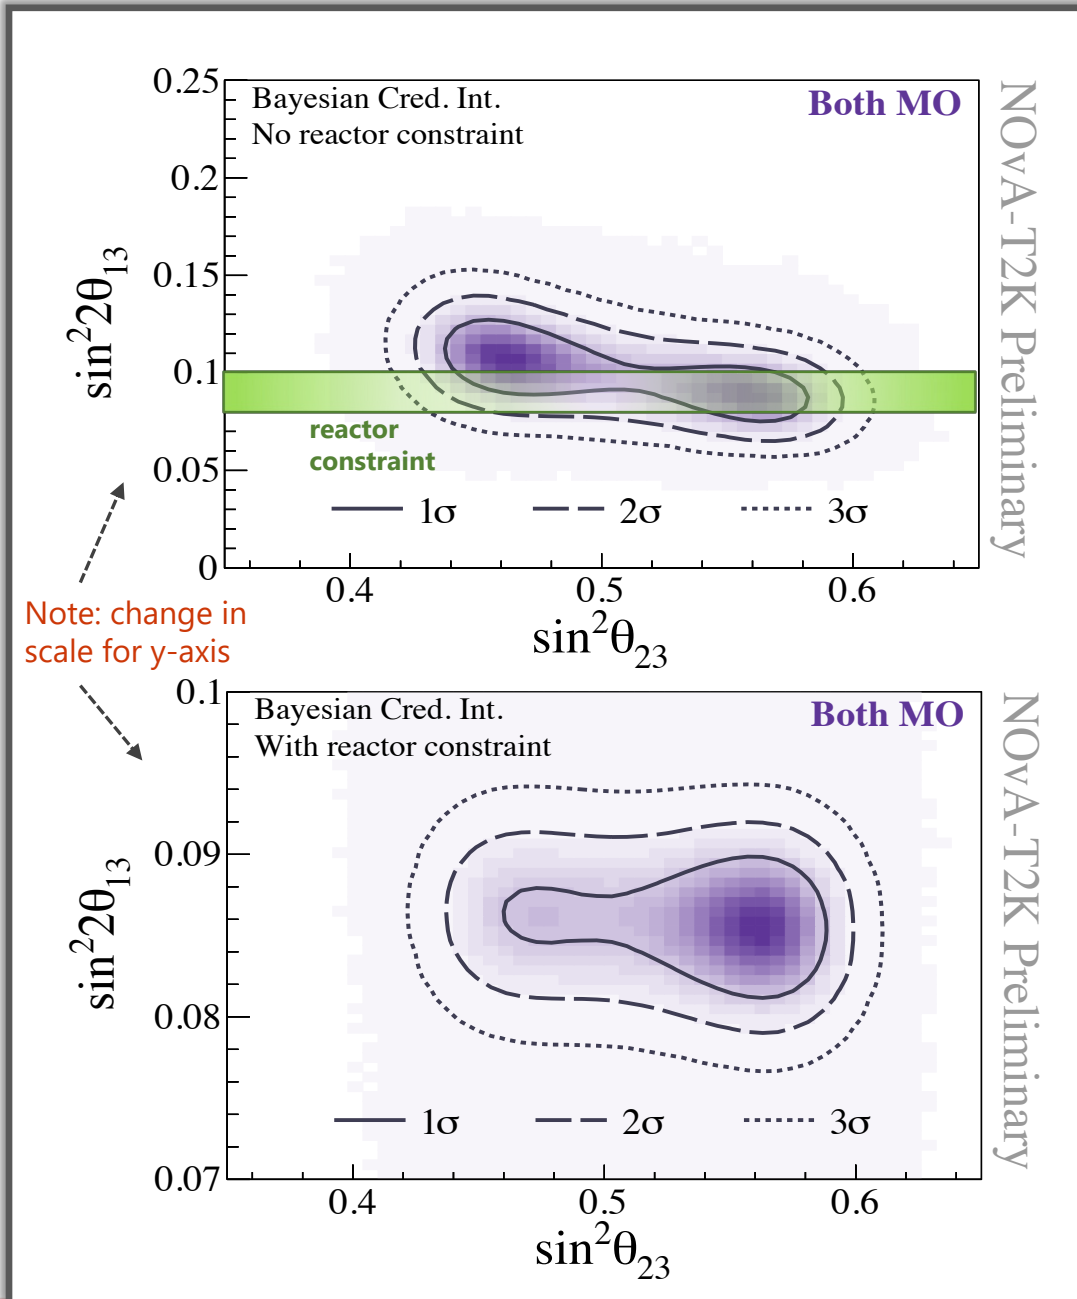 Bayesian Cred. Int.
No reactor constraint
Both MO
NOvA-T2K Preliminary
0.25
0.2
0.15
0.1
0.05
0
sin²2θ₁₃
reactor
constraint
1σ
2σ
3σ
0.4
0.5
0.6
sin²θ₂₃
Note: change in
scale for y-axis
Bayesian Cred. Int.
With reactor constraint
Both MO
NOvA-T2K Preliminary
0.1
0.09
0.08
0.07
sin²2θ₁₃
1σ
2σ
3σ
0.4
0.5
0.6
sin²θ₂₃